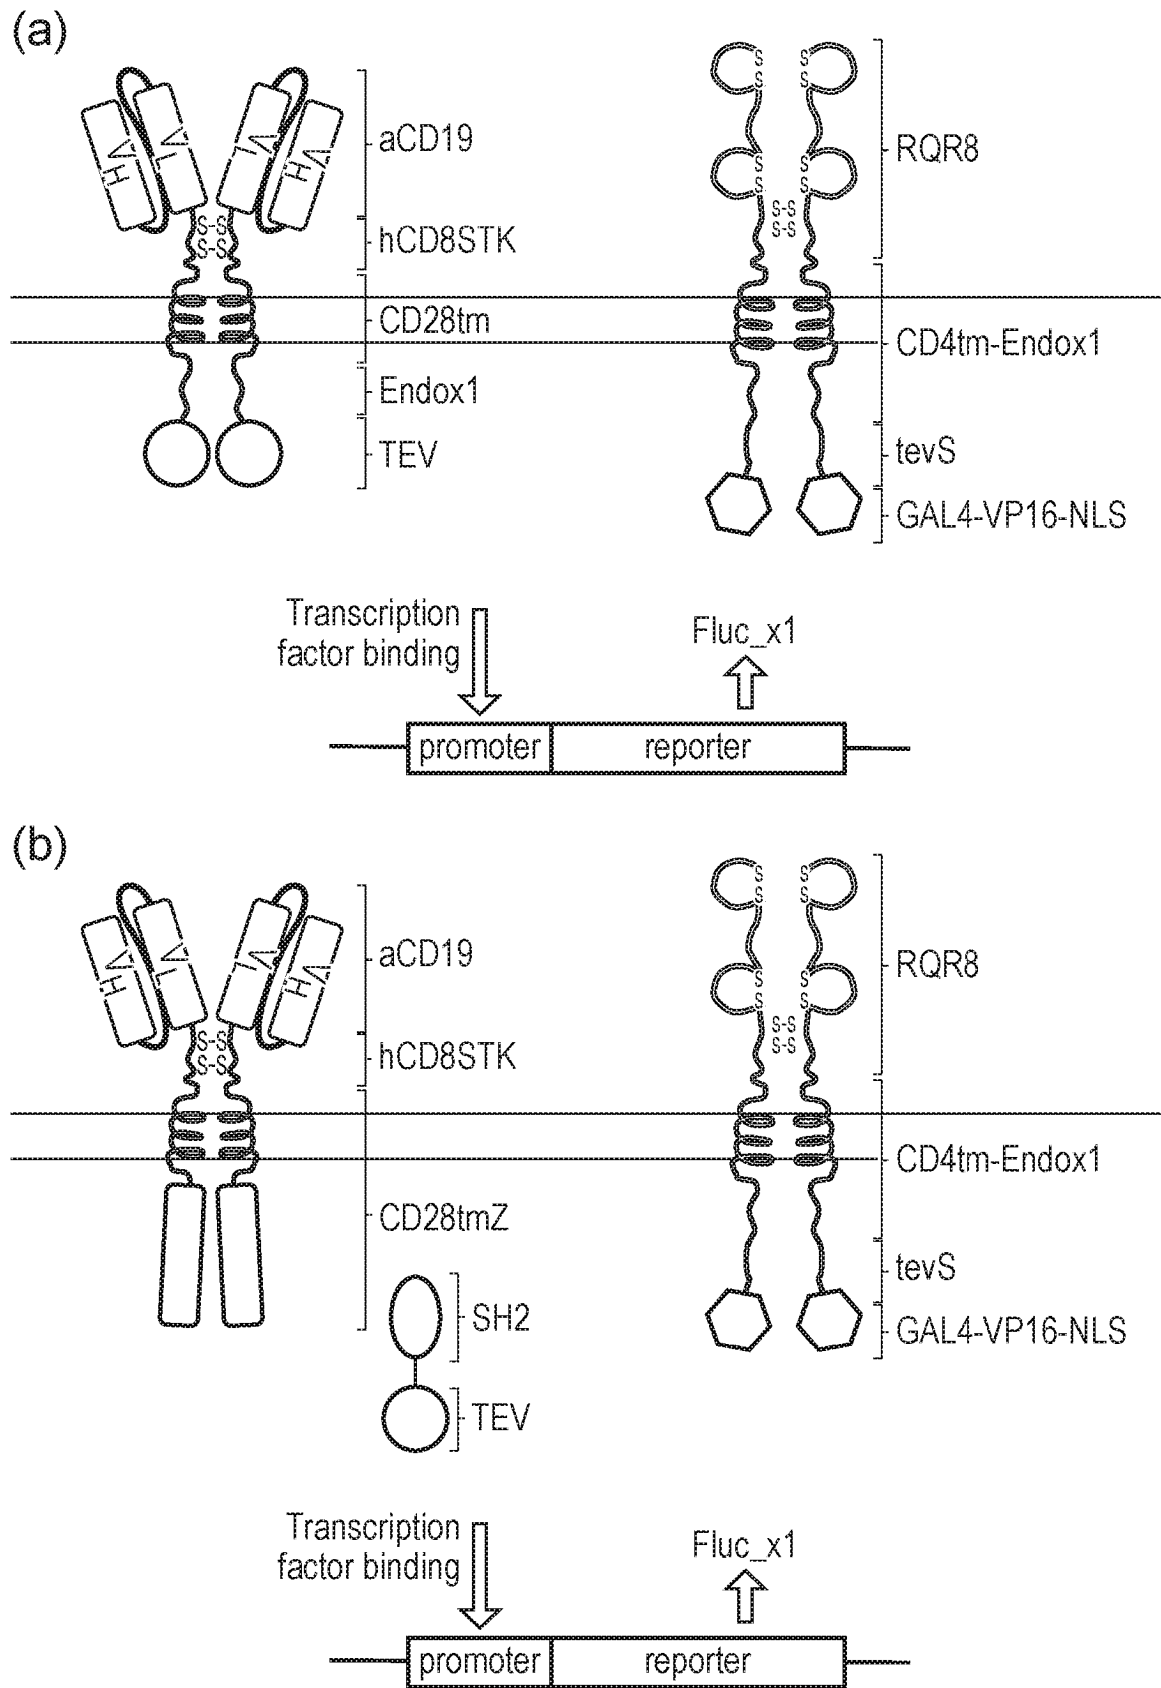 (a)
VH
VL
VL
VH
S-S
S-S
aCD19
hCD8STK
CD28tm
Endox1
TEV
S
S
S
S
S
S
S
S
S-S
S-S
RQR8
CD4tm-Endox1
tevS
GAL4-VP16-NLS
Transcription
factor binding
Fluc_x1
promoter
reporter
(b)
VH
VL
VL
VH
S-S
S-S
aCD19
hCD8STK
CD28tmZ
SH2
TEV
S
S
S
S
S
S
S
S
S-S
S-S
RQR8
CD4tm-Endox1
tevS
GAL4-VP16-NLS
Transcription
factor binding
Fluc_x1
promoter
reporter